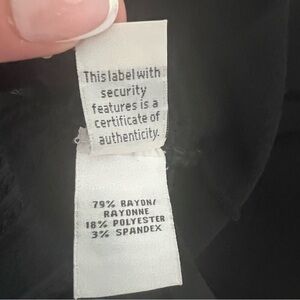 This label with
security
features is a
certificate of
authenticity.
79% RAYON/
RAYONNE
18% POLYESTER
3% SPANDEX